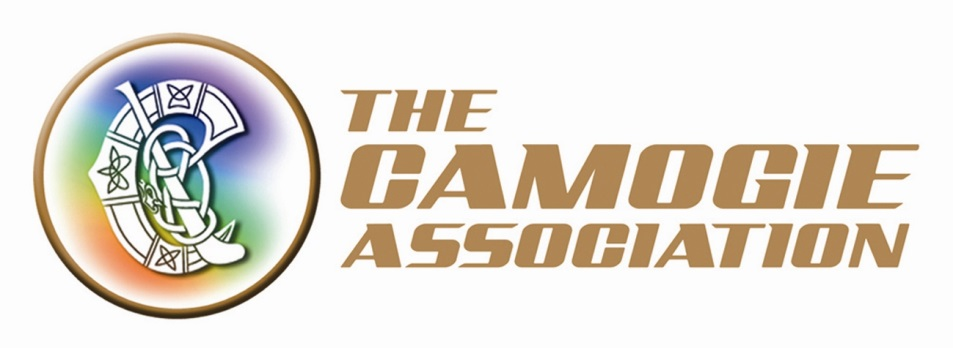 THE
CAMOGIE
ASSOCIATION